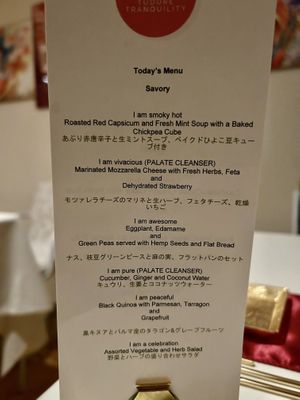 TUDORE
TRANQUILITY
Today's Menu
Savory
I am smoky hot
Roasted Red Capsicum and Fresh Mint Soup with a Baked
Chickpea Cube
あぶり赤唐辛子と生ミントスープ、ベイクドひよこ豆キュー
ブ付き
I am vivacious (PALATE CLEANSER)
Marinated Mozzarella Cheese with Fresh Herbs, Feta
and
Dehydrated Strawberry
モッツァレラチーズのマリネと生ハーブ、フェタチーズ、乾燥
いちご
I am awesome
Eggplant, Edamame
and
Green Peas served with Hemp Seeds and Flat Bread
ナス、枝豆グリーンピースと麻の実、フラットパンのセット
I am pure (PALATE CLEANSER)
Cucumber, Ginger and Coconut Water
キュウリ、生姜とココナッツウォーター
I am peaceful
Black Quinoa with Parmesan, Tarragon
and
Grapefruit
黒キヌアとパルマ産のタラゴン&グレープフルーツ
I am a celebration
Assorted Vegetable and Herb Salad
野菜とハーブの盛り合わせサラダ